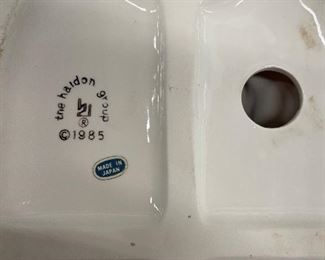 the haldon group
®
©1985
MADE IN
JAPAN